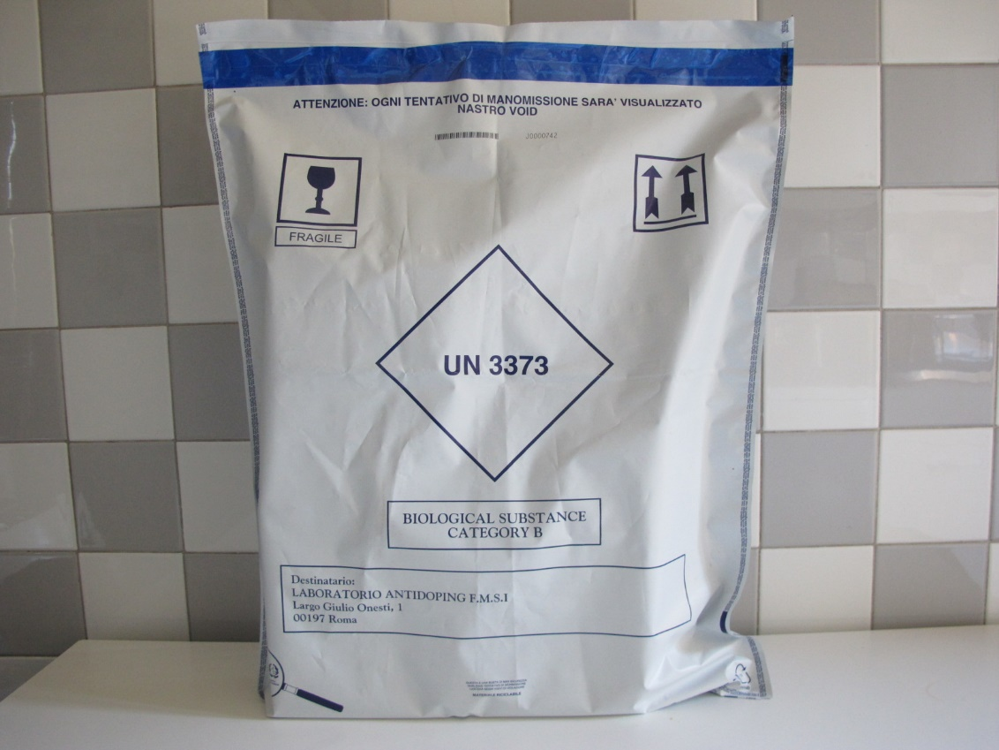 ATTENZIONE: OGNI TENTATIVO DI MANOMISSIONE SARA' VISUALIZZATO
NASTRO VOID
J0000742
FRAGILE
UN 3373
BIOLOGICAL SUBSTANCE
CATEGORY B
Destinatario:
LABORATORIO ANTIDOPING F.M.S.I
Largo Giulio Onesti, 1
00197 Roma
MATERIALE RICICLABILE